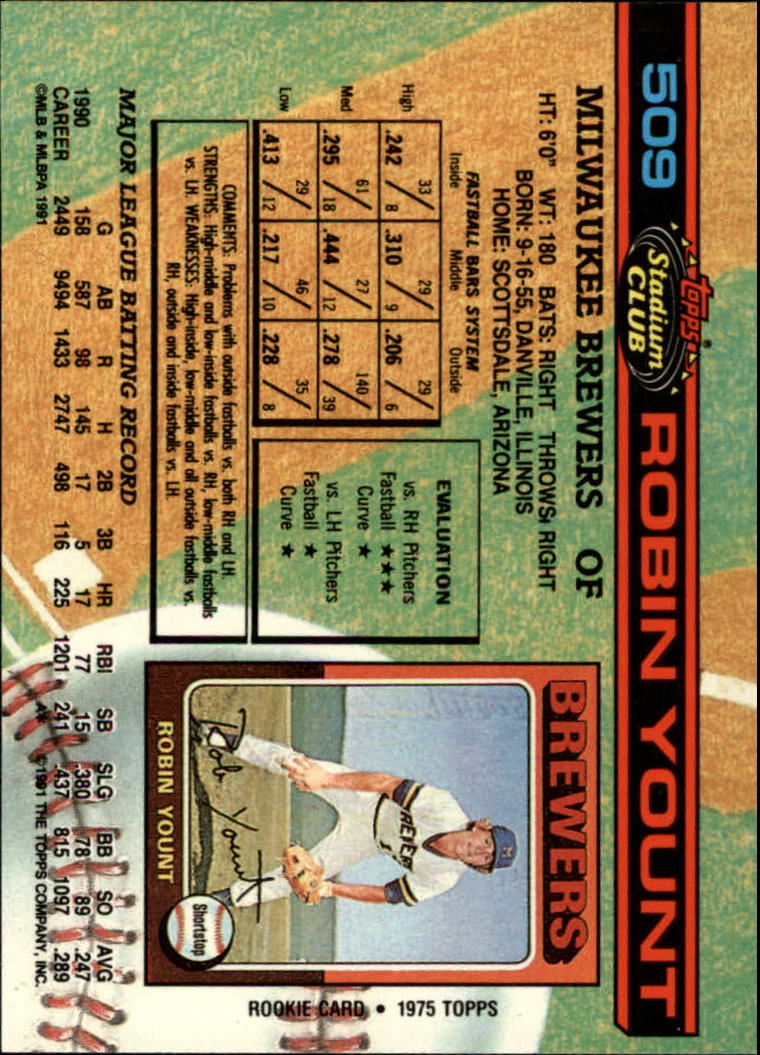 509
Topps®
Stadium
CLUB
ROBIN YOUNT
MILWAUKEE BREWERS OF
HT: 6'0" WT: 180 BATS: RIGHT THROWS: RIGHT
BORN: 9-16-55, DANVILLE, ILLINOIS
HOME: SCOTTSDALE, ARIZONA
FASTBALL BARS SYSTEM
Inside Middle Outside
High .242 33/8 .310 29/9 .206 29/6
Med .295 61/18 .444 27/12 .278 140/39
Low .413 29/12 .217 46/10 .228 35/8
EVALUATION
vs. RH Pitchers
Fastball ★★★
Curve ★
vs. LH Pitchers
Fastball ★
Curve ★
COMMENTS: Problems with outside fastballs vs. both RH and LH.
STRENGTHS: High-middle and low-inside fastballs vs. RH, low-middle fastballs
vs. LH. WEAKNESSES: High-inside, low-middle and all outside fastballs vs.
RH, outside and inside fastballs vs. LH.
BREWERS
BREWERS
1
M
Rob Yount
ROBIN YOUNT
Shortstop
ROOKIE CARD • 1975 TOPPS
MAJOR LEAGUE BATTING RECORD
G AB R H 2B 3B HR RBI SB SLG BB SO AVG
1990 158 587 98 145 17 5 17 77 15 .380 78 89 .247
CAREER 2449 9494 1433 2747 498 116 225 1201 241 .437 815 1097 .289
©MLB & MLBPA 1991 A* ©1991 THE TOPPS COMPANY, INC.